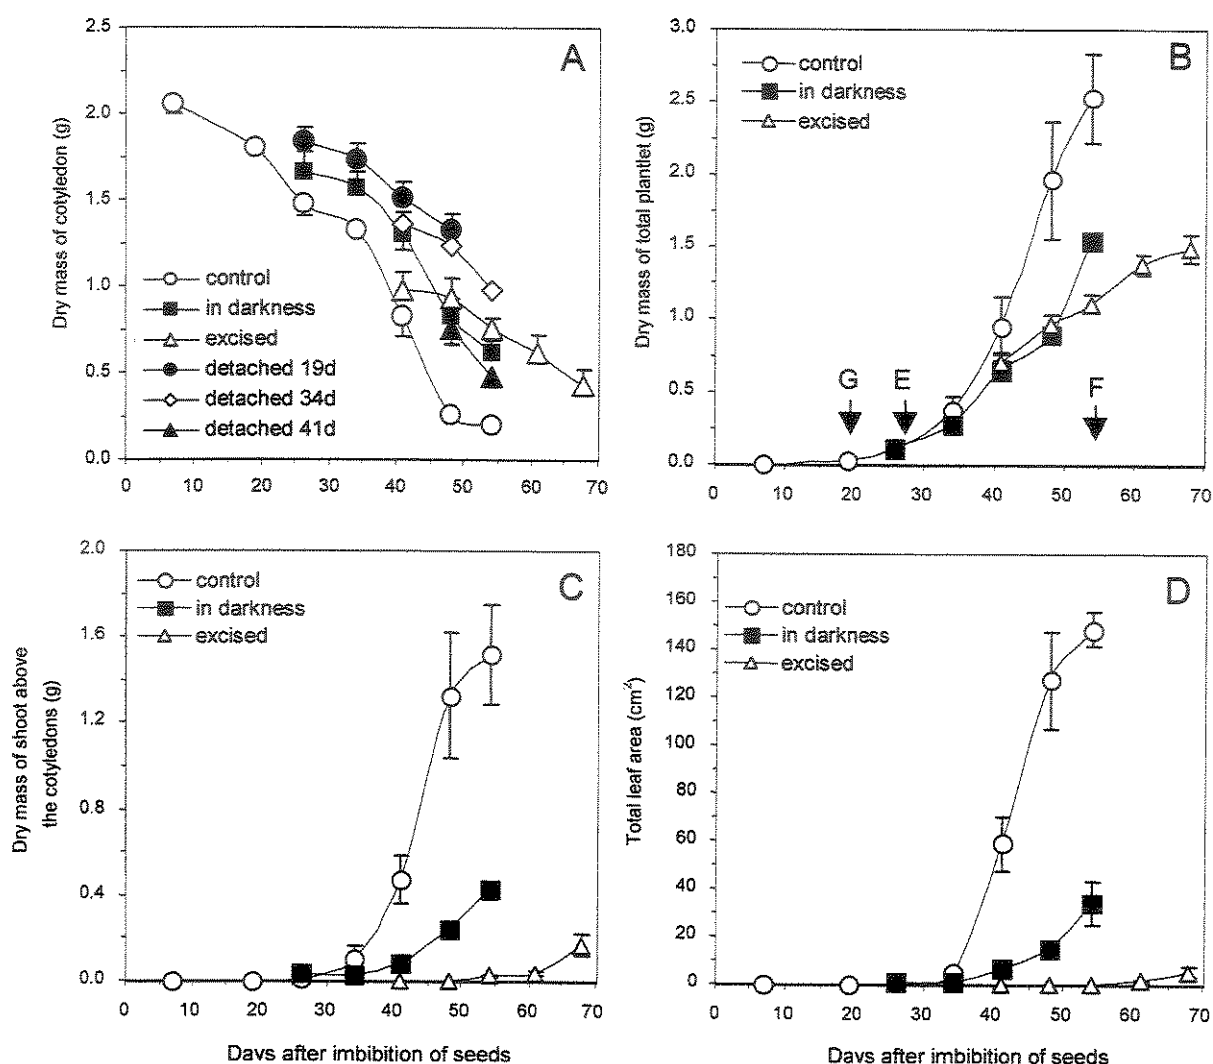 A
Dry mass of cotyledon (g)
2.5
2.0
1.5
1.0
0.5
0.0
control
in darkness
excised
detached 19d
detached 34d
detached 41d
0 10 20 30 40 50 60 70
B
Dry mass of total plantlet (g)
3.0
2.5
2.0
1.5
1.0
0.5
0.0
control
in darkness
excised
G E F
0 10 20 30 40 50 60 70
C
Dry mass of shoot above
the cotyledons (g)
2.0
1.6
1.2
0.8
0.4
0.0
control
in darkness
excised
0 10 20 30 40 50 60 70
Days after imbibition of seeds
D
Total leaf area (cm²)
180
160
140
120
100
80
60
40
20
0
control
in darkness
excised
0 10 20 30 40 50 60 70
Days after imbibition of seeds